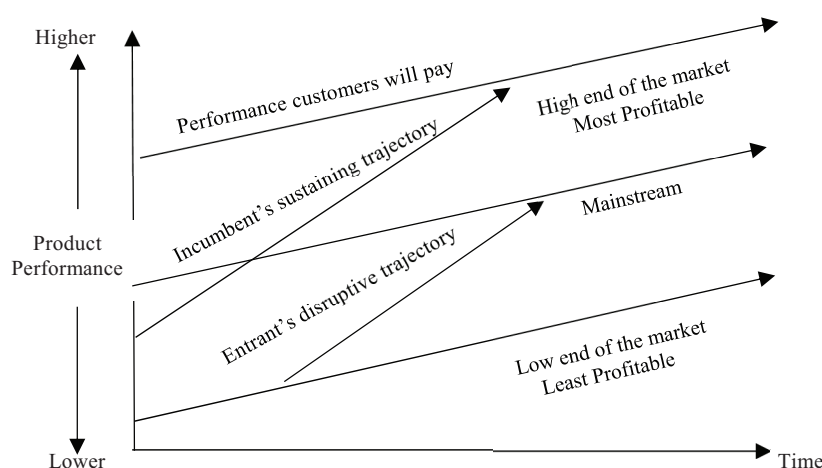 Higher
Performance customers will pay
High end of the market
Most Profitable
Incumbent’s sustaining trajectory
Mainstream
Product
Performance
Entrant’s disruptive trajectory
Low end of the market
Least Profitable
Lower
Time